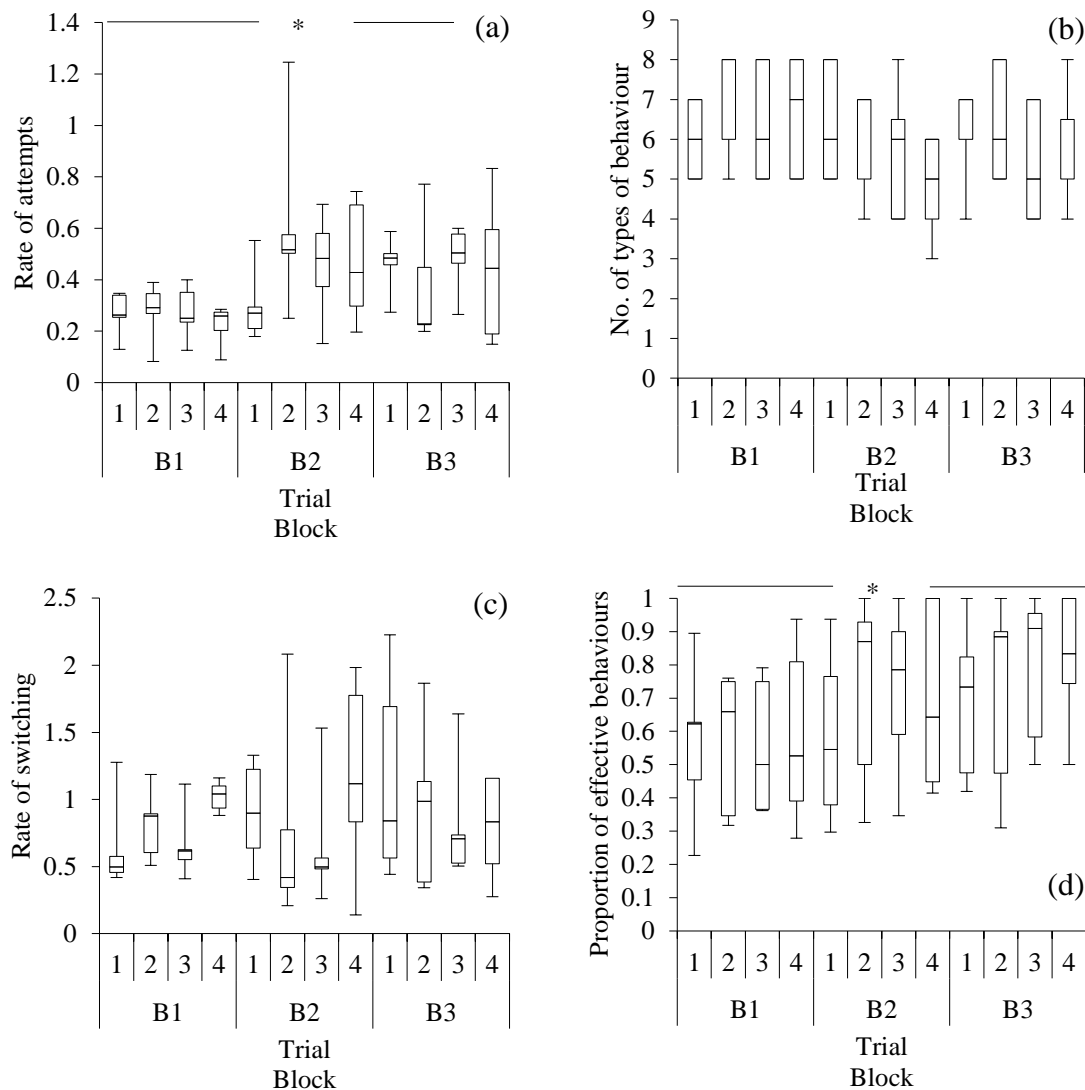 (a)
*
Rate of attempts
1.4
1.2
1
0.8
0.6
0.4
0.2
0
1 2 3 4 1 2 3 4 1 2 3 4
B1 B2 B3
Trial
Block
(b)
No. of types of behaviour
9
8
7
6
5
4
3
2
1
0
1 2 3 4 1 2 3 4 1 2 3 4
B1 B2 B3
Trial
Block
(c)
Rate of switching
2.5
2
1.5
1
0.5
0
1 2 3 4 1 2 3 4 1 2 3 4
B1 B2 B3
Trial
Block
*
Proportion of effective behaviours
1
0.9
0.8
0.7
0.6
0.5
0.4
0.3
0.2
0.1
0
(d)
1 2 3 4 1 2 3 4 1 2 3 4
B1 B2 B3
Trial
Block